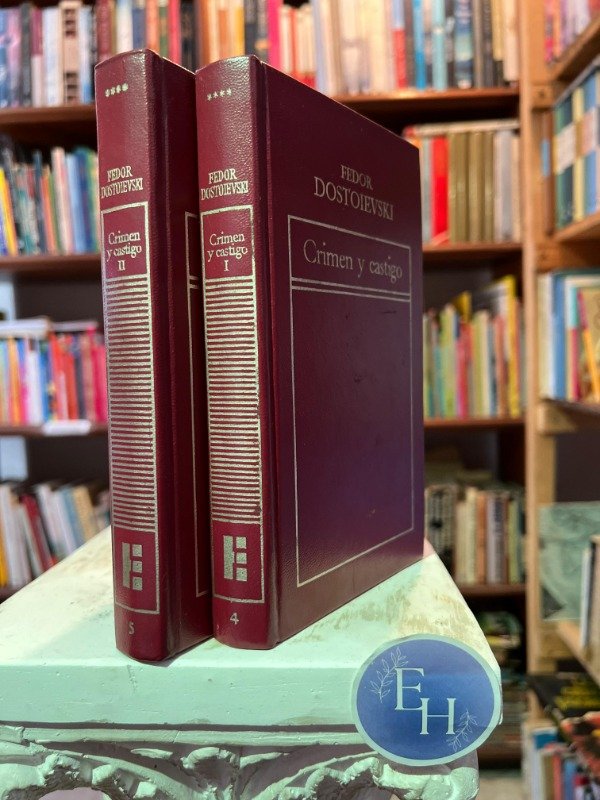 ****
FEDOR
DOSTOIEVSKI
Crimen
y castigo
II
5
****
FEDOR
DOSTOIEVSKI
Crimen
y castigo
I
4
FEDOR
DOSTOIEVSKI
Crimen y castigo
EH